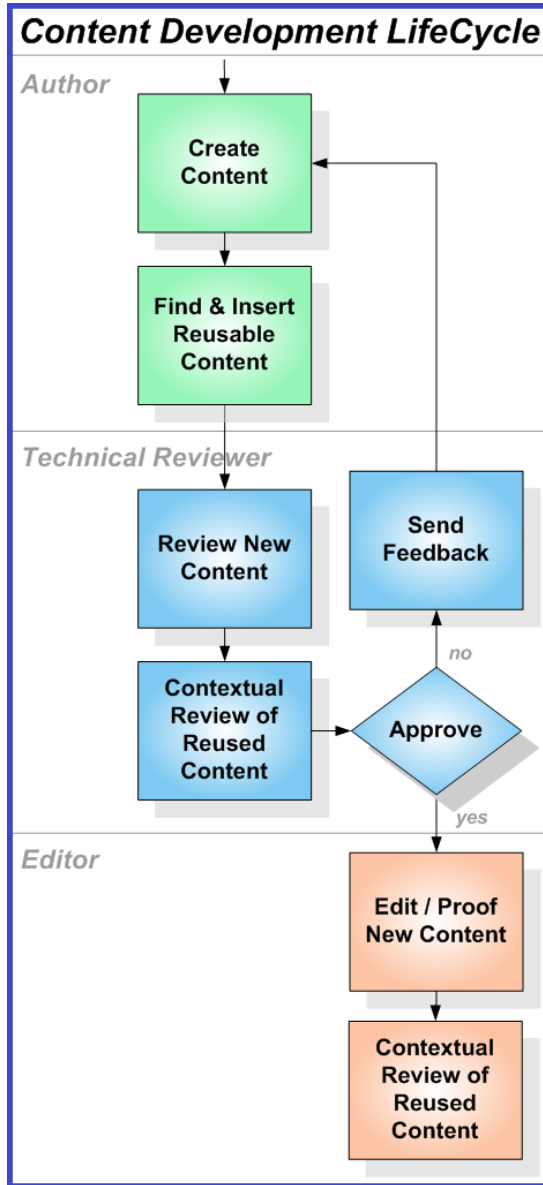 Content Development LifeCycle
Author
Create
Content
Find & Insert
Reusable
Content
Technical Reviewer
Review New
Content
Send
Feedback
no
Contextual
Review of
Reused
Content
Approve
yes
Editor
Edit / Proof
New Content
Contextual
Review of
Reused
Content